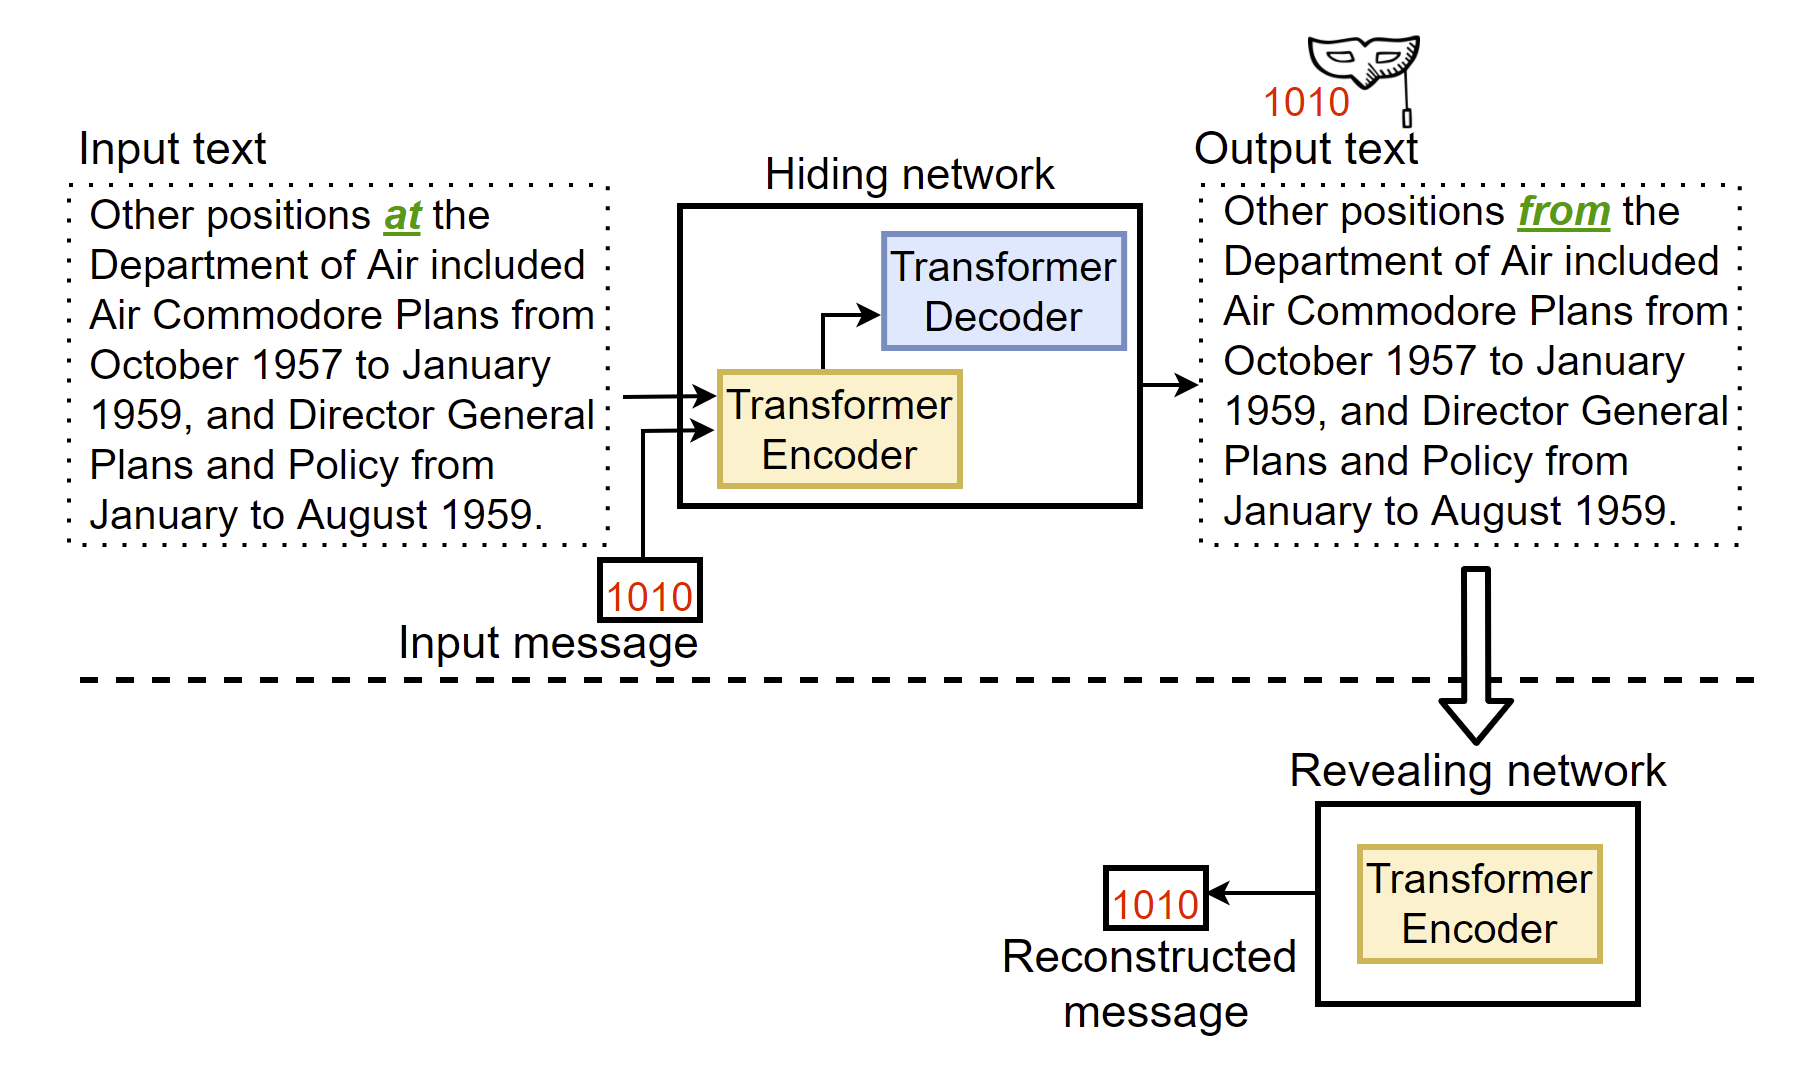 Input text
Other positions at the
Department of Air included
Air Commodore Plans from
October 1957 to January
1959, and Director General
Plans and Policy from
January to August 1959.
1010
Input message
Hiding network
Transformer
Decoder
Transformer
Encoder
1010
Output text
Other positions from the
Department of Air included
Air Commodore Plans from
October 1957 to January
1959, and Director General
Plans and Policy from
January to August 1959.
Revealing network
Transformer
Encoder
1010
Reconstructed
message